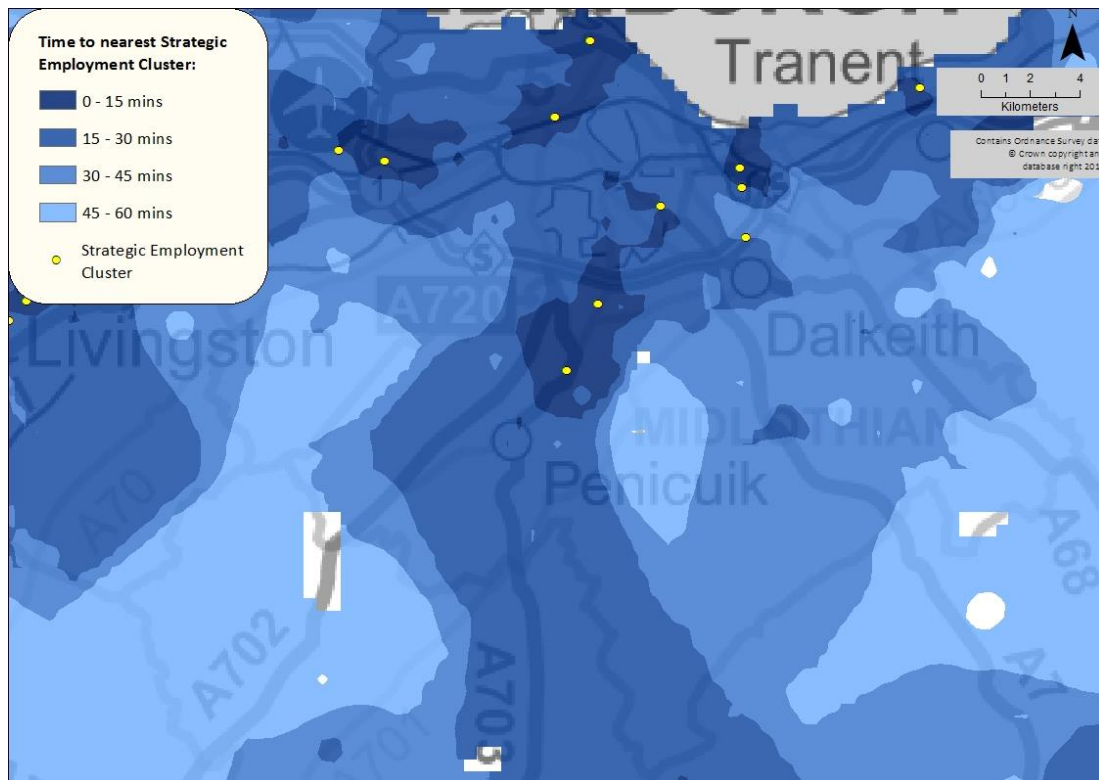 Tranent
Time to nearest Strategic
Employment Cluster:
0 - 15 mins
15 - 30 mins
30 - 45 mins
45 - 60 mins
Strategic Employment
Cluster
N
0 1 2 4
Kilometers
Contains Ordnance Survey dat
© Crown copyright an
database right 201
S
A720
Livingston
Dalkeith
MIDLOTHIAN
Penicuik
A70
A68
A702
A703
A7
A701